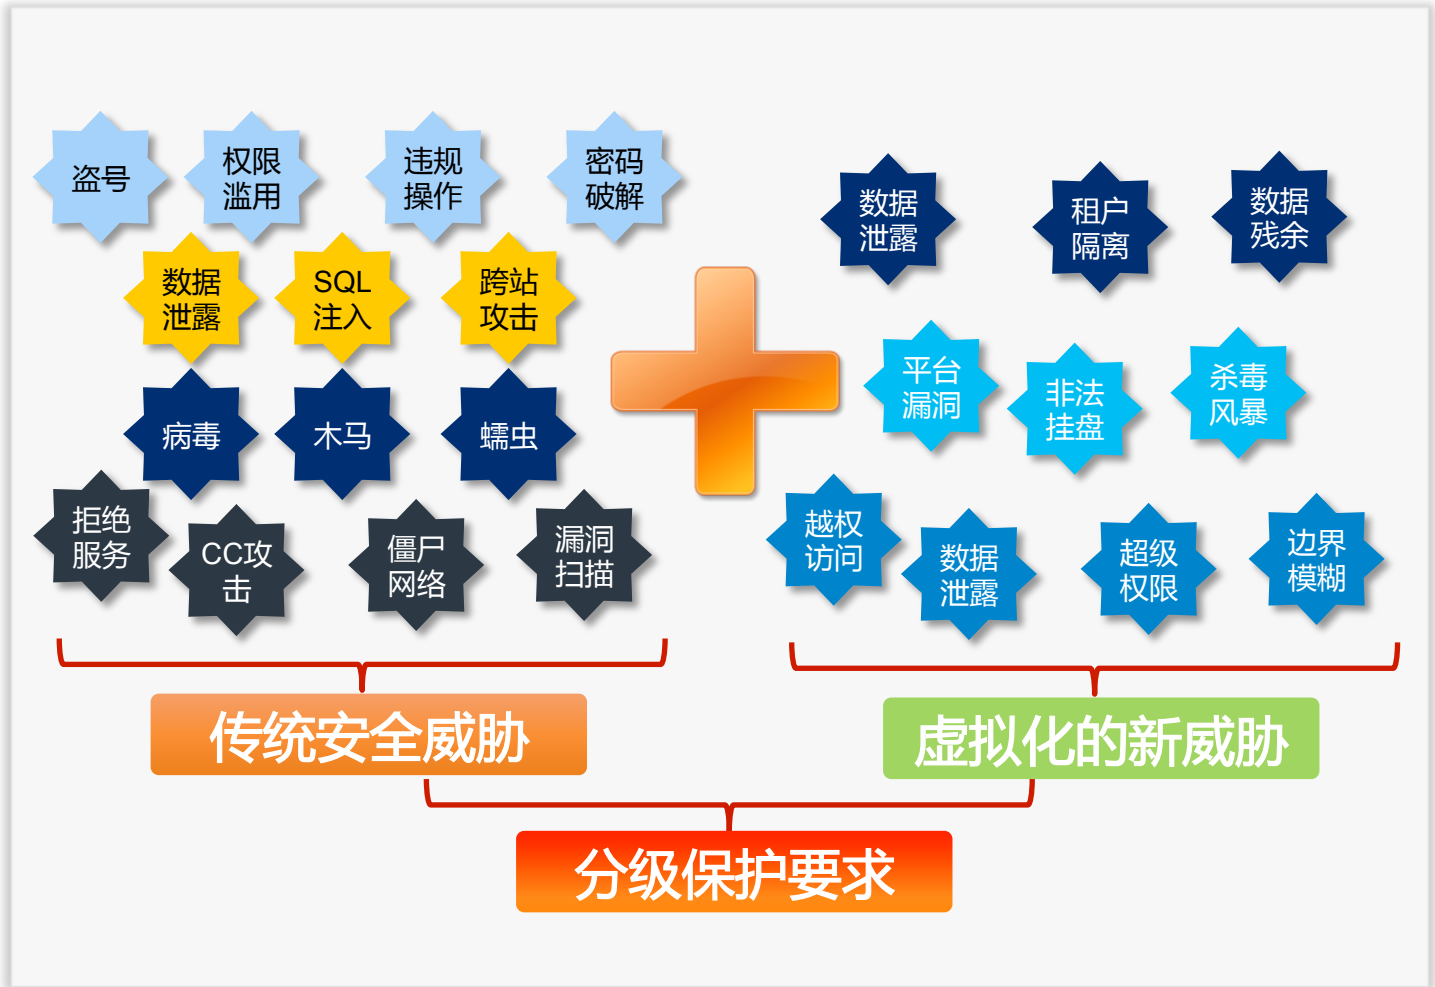 盗号
权限
滥用
违规
操作
密码
破解
数据
泄露
SQL
注入
跨站
攻击
病毒
木马
蠕虫
拒绝
服务
CC攻
击
僵尸
网络
漏洞
扫描
数据
泄露
租户
隔离
数据
残余
平台
漏洞
非法
挂盘
杀毒
风暴
越权
访问
数据
泄露
超级
权限
边界
模糊
传统安全威胁
虚拟化的新威胁
分级保护要求